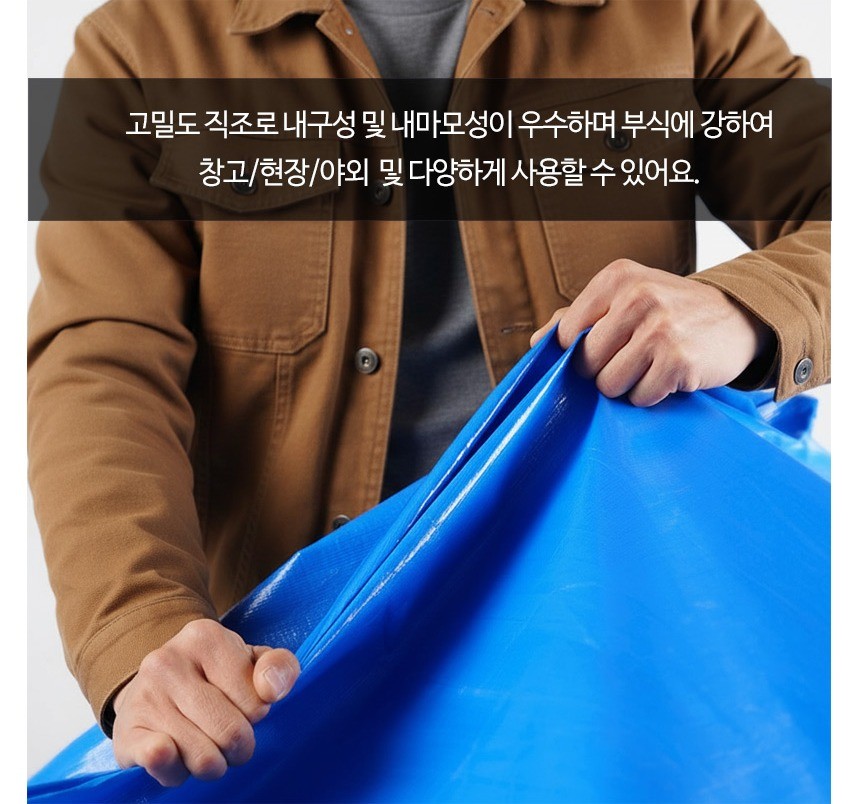 고밀도 직조로 내구성 및 내마모성이 우수하며 부식에 강하여
창고/현장/야외 및 다양하게 사용할 수 있어요.